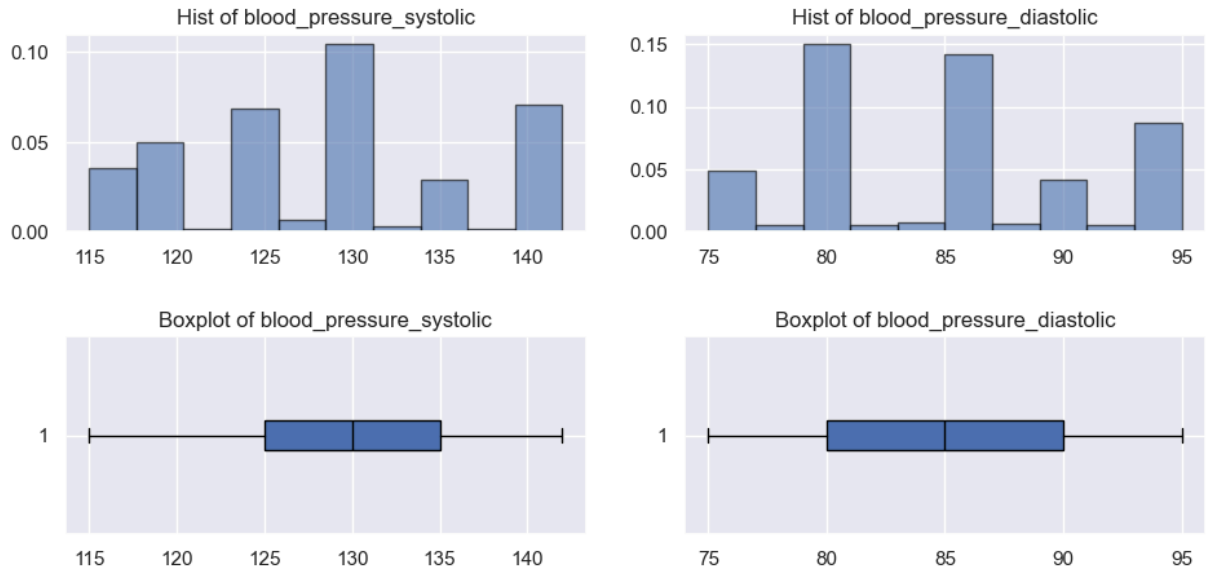 Hist of blood_pressure_systolic
0.10
0.05
0.00
115 120 125 130 135 140
Hist of blood_pressure_diastolic
0.15
0.10
0.05
0.00
75 80 85 90 95
Boxplot of blood_pressure_systolic
1
115 120 125 130 135 140
Boxplot of blood_pressure_diastolic
1
75 80 85 90 95